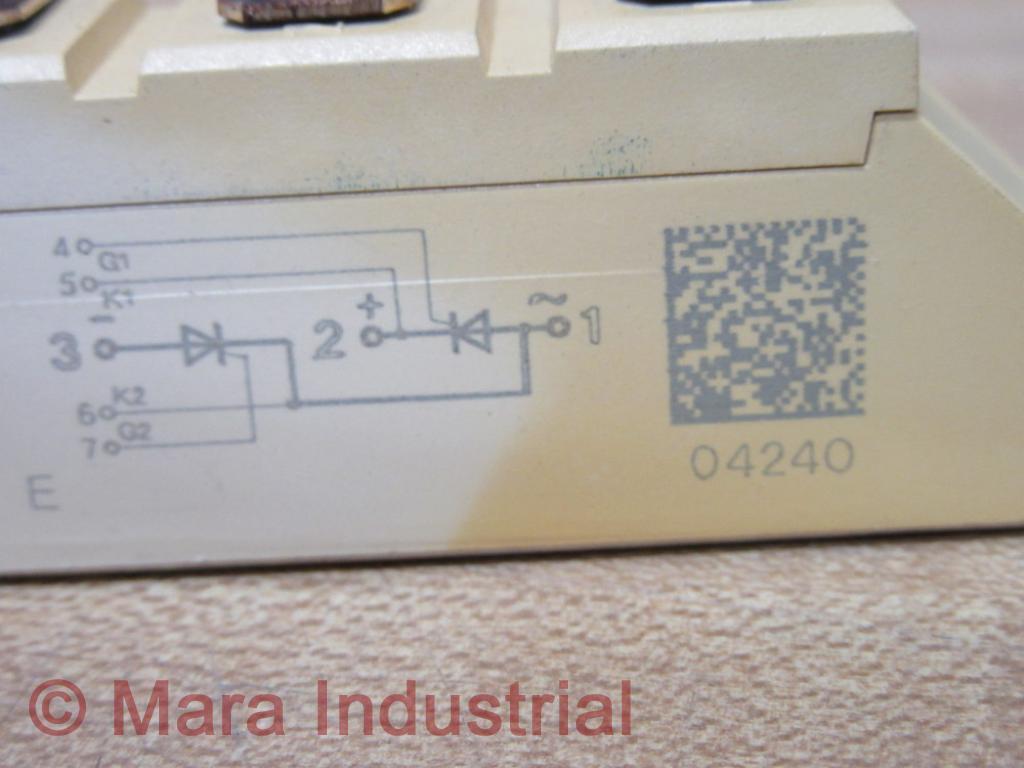 4 G1
5 K1
- + ~
3 2 1
6 K2
7 G2
04240
E
© Mara Industrial